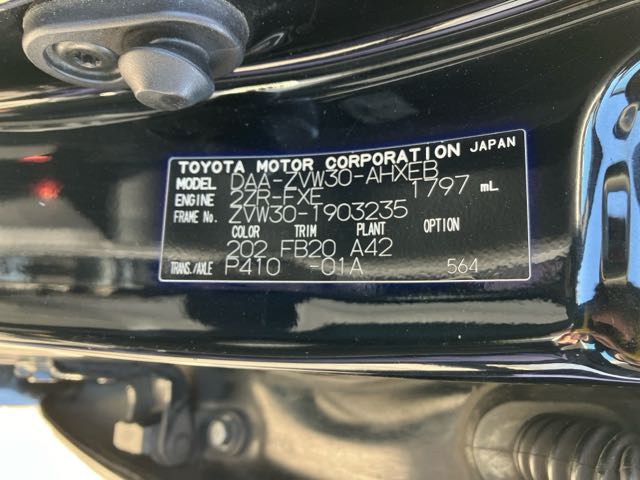 TOYOTA MOTOR CORPORATION JAPAN
MODEL DAA-ZVW30-AHXEB
ENGINE 2ZR-FXE 1797 mL
FRAME No. ZVW30-1903235
COLOR TRIM PLANT OPTION
202 FB20 A42
TRANS./AXLE P410 -01A 564